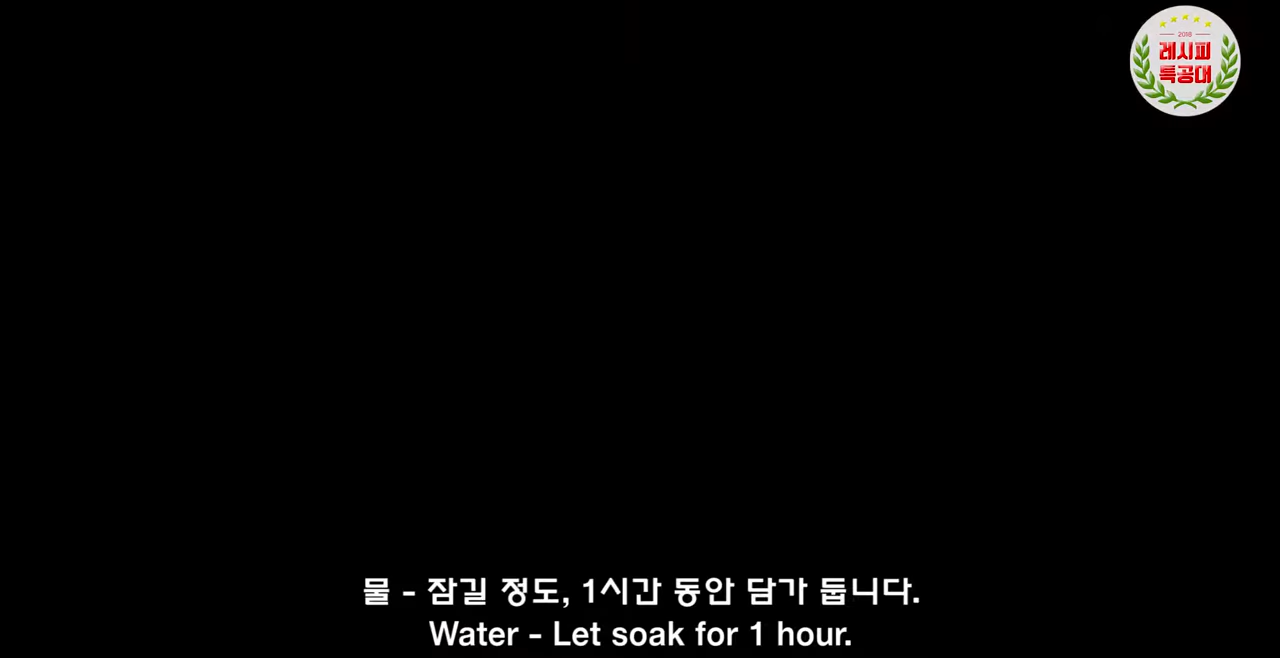 2018
레시피
특공대
물 - 잠길 정도, 1시간 동안 담가 둡니다.
Water - Let soak for 1 hour.